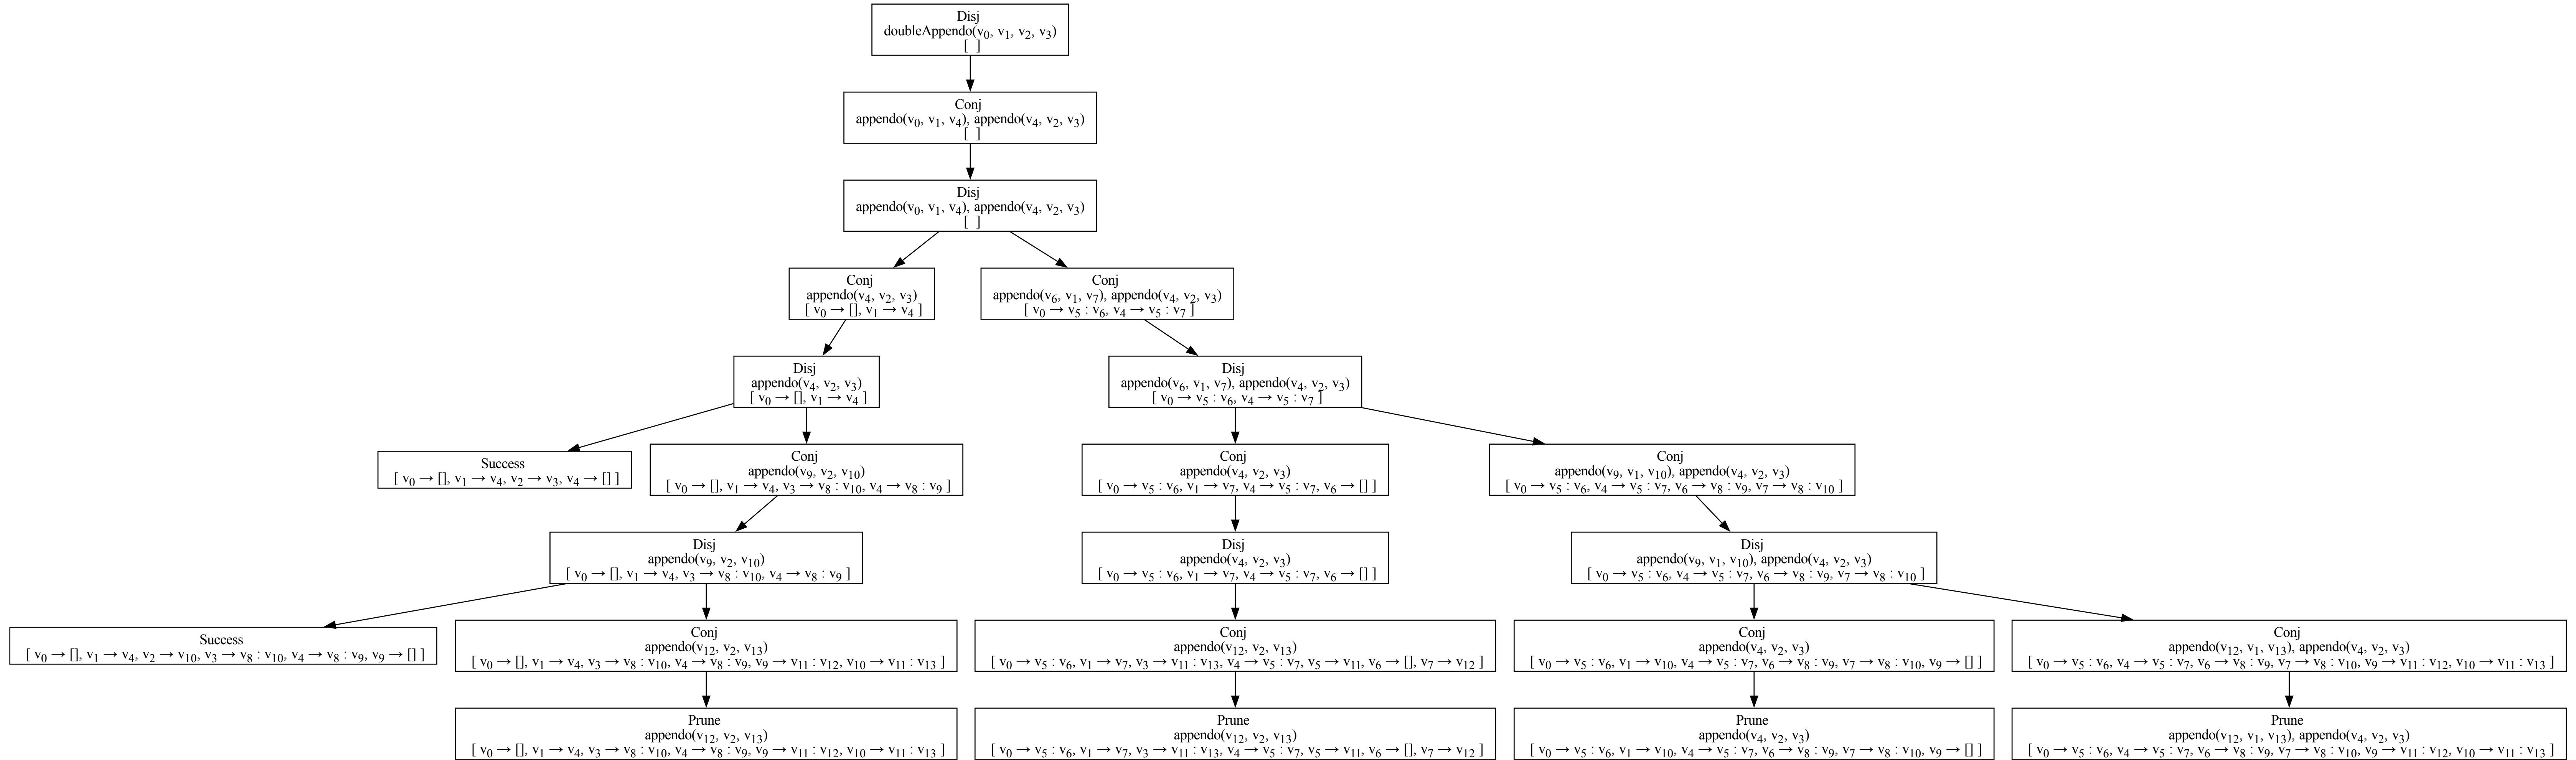 Disj
doubleAppendo(v₀, v₁, v₂, v₃)
[ ]
Conj
appendo(v₀, v₁, v₄), appendo(v₄, v₂, v₃)
[ ]
Disj
appendo(v₀, v₁, v₄), appendo(v₄, v₂, v₃)
[ ]
Conj
appendo(v₄, v₂, v₃)
[ v₀ → [], v₁ → v₄ ]
Conj
appendo(v₆, v₁, v₇), appendo(v₄, v₂, v₃)
[ v₀ → v₅ : v₆, v₄ → v₅ : v₇ ]
Disj
appendo(v₄, v₂, v₃)
[ v₀ → [], v₁ → v₄ ]
Disj
appendo(v₆, v₁, v₇), appendo(v₄, v₂, v₃)
[ v₀ → v₅ : v₆, v₄ → v₅ : v₇ ]
Success
[ v₀ → [], v₁ → v₄, v₂ → v₃, v₄ → [] ]
Conj
appendo(v₉, v₂, v₁₀)
[ v₀ → [], v₁ → v₄, v₃ → v₈ : v₁₀, v₄ → v₈ : v₉ ]
Conj
appendo(v₄, v₂, v₃)
[ v₀ → v₅ : v₆, v₁ → v₇, v₄ → v₅ : v₇, v₆ → [] ]
Conj
appendo(v₉, v₁, v₁₀), appendo(v₄, v₂, v₃)
[ v₀ → v₅ : v₆, v₄ → v₅ : v₇, v₆ → v₈ : v₉, v₇ → v₈ : v₁₀ ]
Disj
appendo(v₉, v₂, v₁₀)
[ v₀ → [], v₁ → v₄, v₃ → v₈ : v₁₀, v₄ → v₈ : v₉ ]
Disj
appendo(v₄, v₂, v₃)
[ v₀ → v₅ : v₆, v₁ → v₇, v₄ → v₅ : v₇, v₆ → [] ]
Disj
appendo(v₉, v₁, v₁₀), appendo(v₄, v₂, v₃)
[ v₀ → v₅ : v₆, v₄ → v₅ : v₇, v₆ → v₈ : v₉, v₇ → v₈ : v₁₀ ]
Success
[ v₀ → [], v₁ → v₄, v₂ → v₁₀, v₃ → v₈ : v₁₀, v₄ → v₈ : v₉, v₉ → [] ]
Conj
appendo(v₁₂, v₂, v₁₃)
[ v₀ → [], v₁ → v₄, v₃ → v₈ : v₁₀, v₄ → v₈ : v₉, v₉ → v₁₁ : v₁₂, v₁₀ → v₁₁ : v₁₃ ]
Conj
appendo(v₁₂, v₂, v₁₃)
[ v₀ → v₅ : v₆, v₁ → v₇, v₃ → v₁₁ : v₁₃, v₄ → v₅ : v₇, v₅ → v₁₁, v₆ → [], v₇ → v₁₂ ]
Conj
appendo(v₄, v₂, v₃)
[ v₀ → v₅ : v₆, v₁ → v₁₀, v₄ → v₅ : v₇, v₆ → v₈ : v₉, v₇ → v₈ : v₁₀, v₉ → [] ]
Conj
appendo(v₁₂, v₁, v₁₃), appendo(v₄, v₂, v₃)
[ v₀ → v₅ : v₆, v₄ → v₅ : v₇, v₆ → v₈ : v₉, v₇ → v₈ : v₁₀, v₉ → v₁₁ : v₁₂, v₁₀ → v₁₁ : v₁₃ ]
Prune
appendo(v₁₂, v₂, v₁₃)
[ v₀ → [], v₁ → v₄, v₃ → v₈ : v₁₀, v₄ → v₈ : v₉, v₉ → v₁₁ : v₁₂, v₁₀ → v₁₁ : v₁₃ ]
Prune
appendo(v₁₂, v₂, v₁₃)
[ v₀ → v₅ : v₆, v₁ → v₇, v₃ → v₁₁ : v₁₃, v₄ → v₅ : v₇, v₅ → v₁₁, v₆ → [], v₇ → v₁₂ ]
Prune
appendo(v₄, v₂, v₃)
[ v₀ → v₅ : v₆, v₁ → v₁₀, v₄ → v₅ : v₇, v₆ → v₈ : v₉, v₇ → v₈ : v₁₀, v₉ → [] ]
Prune
appendo(v₁₂, v₁, v₁₃), appendo(v₄, v₂, v₃)
[ v₀ → v₅ : v₆, v₄ → v₅ : v₇, v₆ → v₈ : v₉, v₇ → v₈ : v₁₀, v₉ → v₁₁ : v₁₂, v₁₀ → v₁₁ : v₁₃ ]